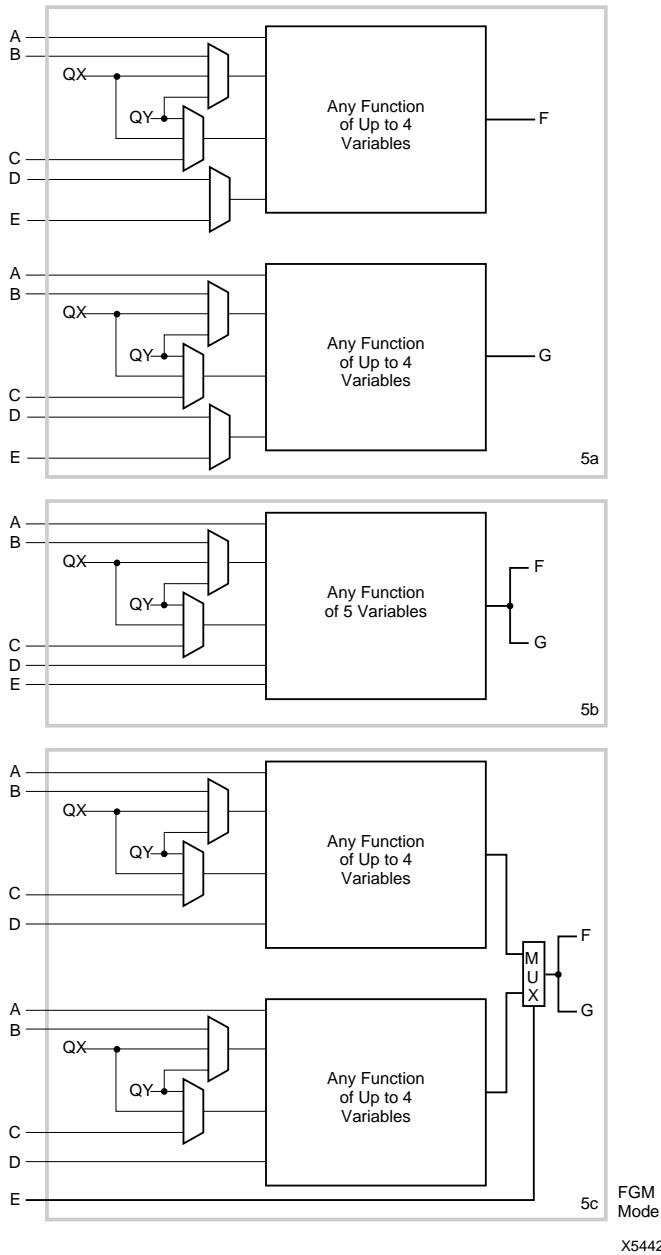 A
B
QX
QY
C
D
E
Any Function
of Up to 4
Variables
F
A
B
QX
QY
C
D
E
Any Function
of Up to 4
Variables
G
5a
A
B
QX
QY
C
D
E
Any Function
of 5 Variables
F
G
5b
A
B
QX
QY
C
D
Any Function
of Up to 4
Variables
M
U
X
F
G
A
B
QX
QY
C
D
E
Any Function
of Up to 4
Variables
5c
FGM
Mode
X5442